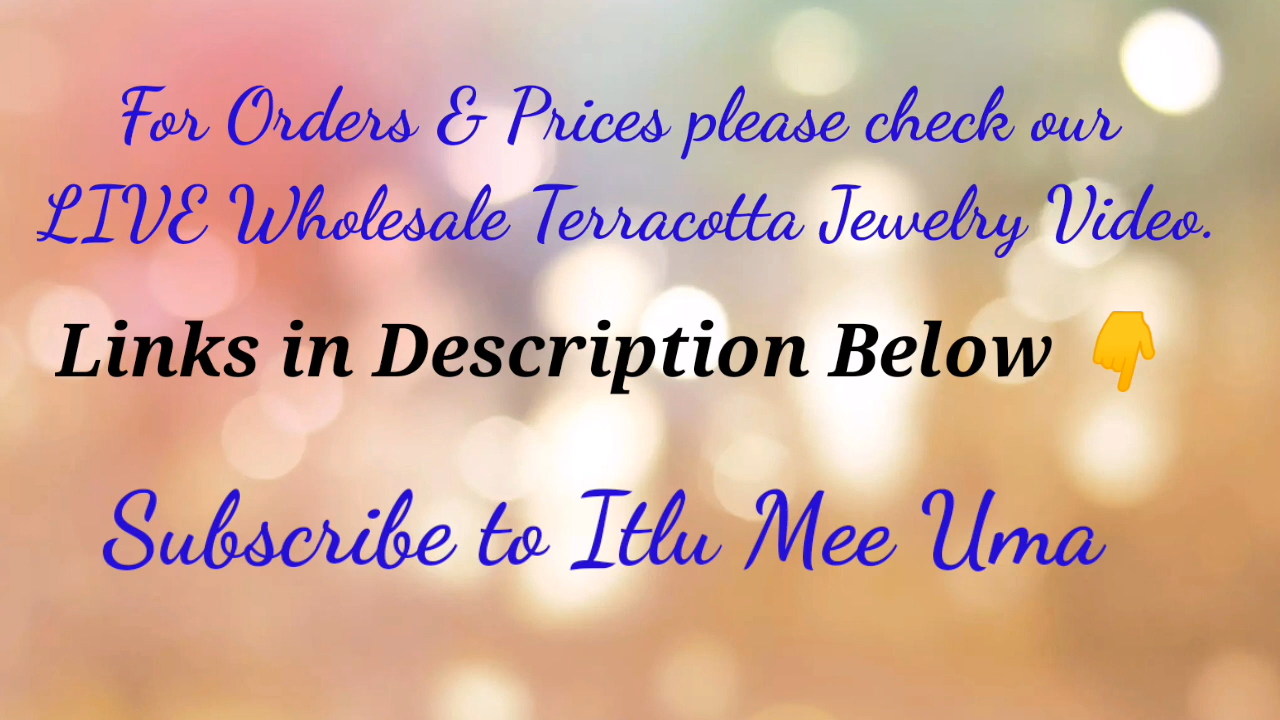 For Orders & Prices please check our
LIVE Wholesale Terracotta Jewelry Video.
Links in Description Below 👇
Subscribe to Itlu Mee Uma